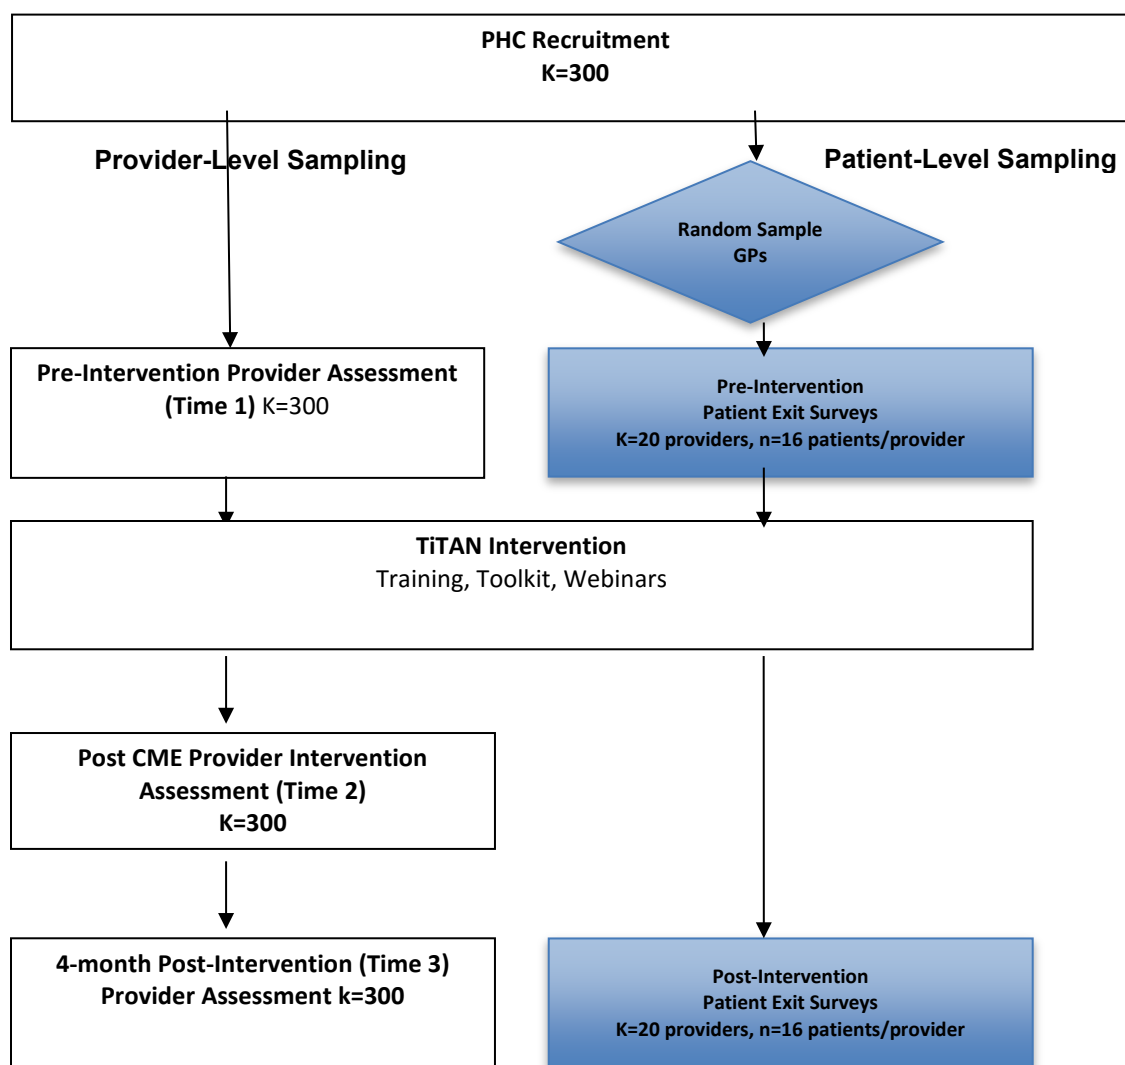 PHC Recruitment
K=300
Provider-Level Sampling
Patient-Level Sampling
Random Sample
GPs
Pre-Intervention Provider Assessment
(Time 1) K=300
Pre-Intervention
Patient Exit Surveys
K=20 providers, n=16 patients/provider
TiTAN Intervention
Training, Toolkit, Webinars
Post CME Provider Intervention
Assessment (Time 2)
K=300
4-month Post-Intervention (Time 3)
Provider Assessment k=300
Post-Intervention
Patient Exit Surveys
K=20 providers, n=16 patients/provider